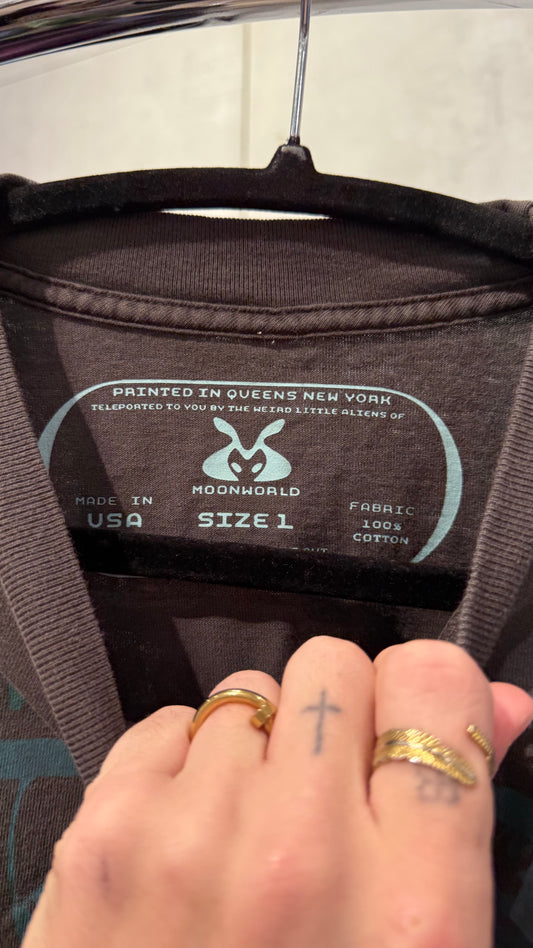 PRINTED IN QUEENS NEW YORK
TELEPORTED TO YOU BY THE WEIRD LITTLE ALIENS OF
MOONWORLD
MADE IN
USA
SIZE 1
FABRIC
100%
COTTON